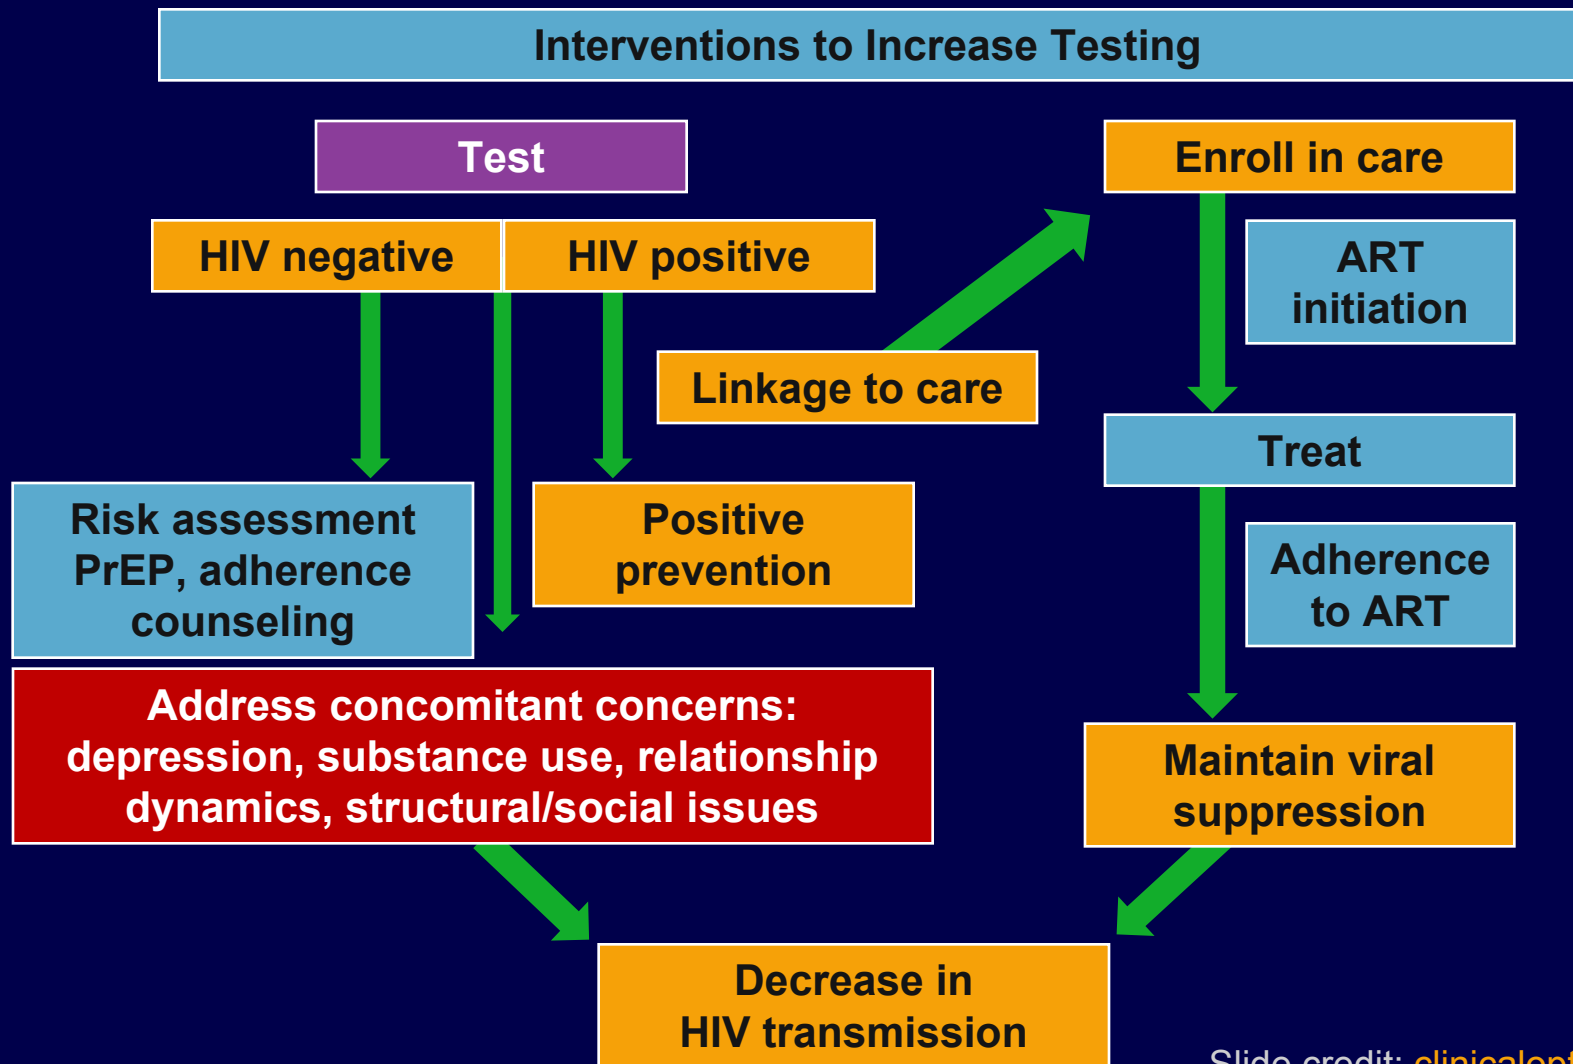 Interventions to Increase Testing
Test
HIV negative
HIV positive
Linkage to care
Risk assessment
PrEP, adherence
counseling
Positive
prevention
Address concomitant concerns:
depression, substance use, relationship
dynamics, structural/social issues
Enroll in care
ART
initiation
Treat
Adherence
to ART
Maintain viral
suppression
Decrease in
HIV transmission
Slide credit: